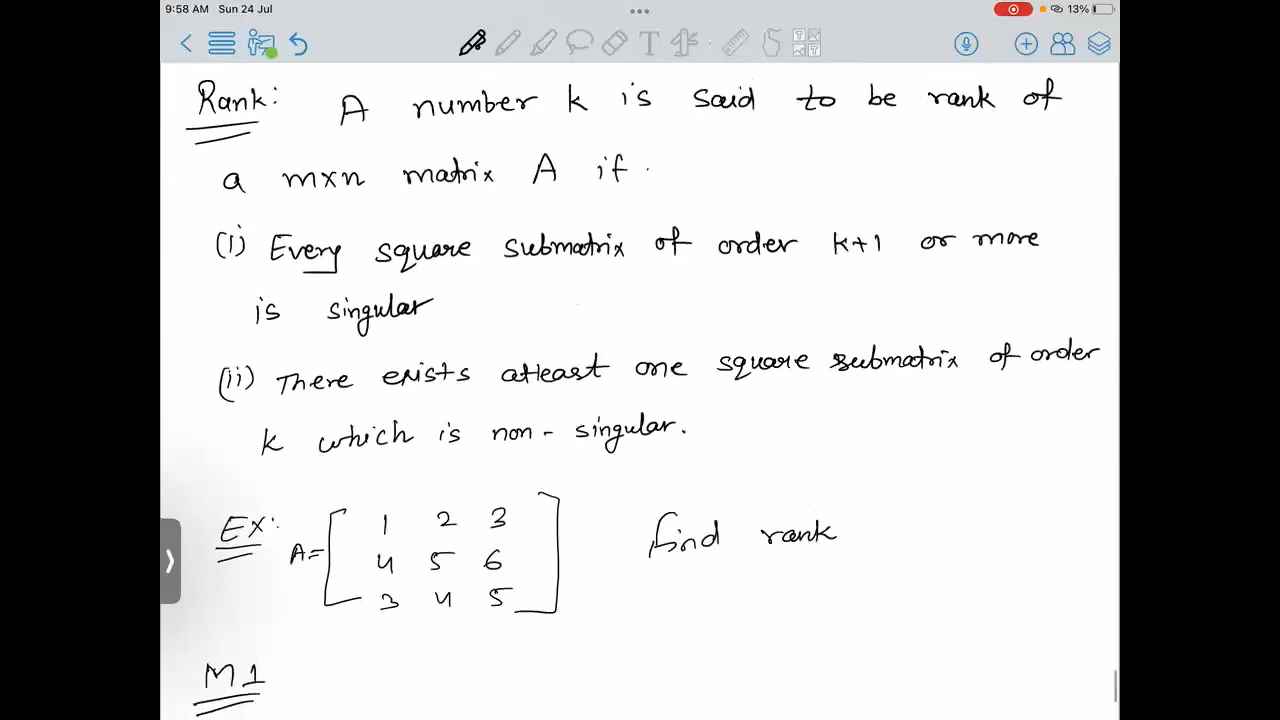 9:58 AM Sun 24 Jul
13%
Rank: A number k is said to be rank of
a mxn matrix A if
(i) Every square submatrix of order k+1 or more
is singular
(ii) There exists atleast one square submatrix of order
k which is non-singular.
Ex: A= [ 1 2 3
4 5 6
3 4 5 ]
find rank
M1